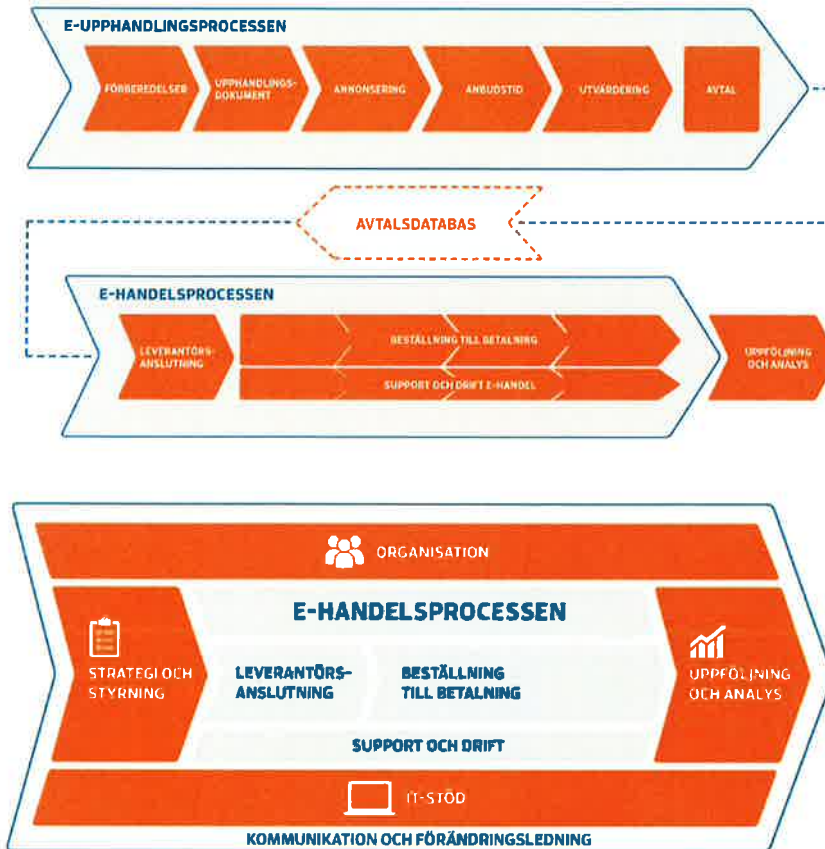 E-UPPHANDLINGSPROCESSEN
FÖRBEREDELSER
UPPHANDLINGS-
DOKUMENT
ANNONSERING
ANBUDSTID
UTVÄRDERING
AVTAL
AVTALSDATABAS
E-HANDELSPROCESSEN
LEVERANTÖRS-
ANSLUTNING
BESTÄLLNING TILL BETALNING
SUPPORT OCH DRIFT E-HANDEL
UPPFÖLJNING
OCH ANALYS
ORGANISATION
STRATEGI OCH
STYRNING
E-HANDELSPROCESSEN
LEVERANTÖRS-
ANSLUTNING
BESTÄLLNING
TILL BETALNING
SUPPORT OCH DRIFT
UPPFÖLJNING
OCH ANALYS
IT-STÖD
KOMMUNIKATION OCH FÖRÄNDRINGSLEDNING